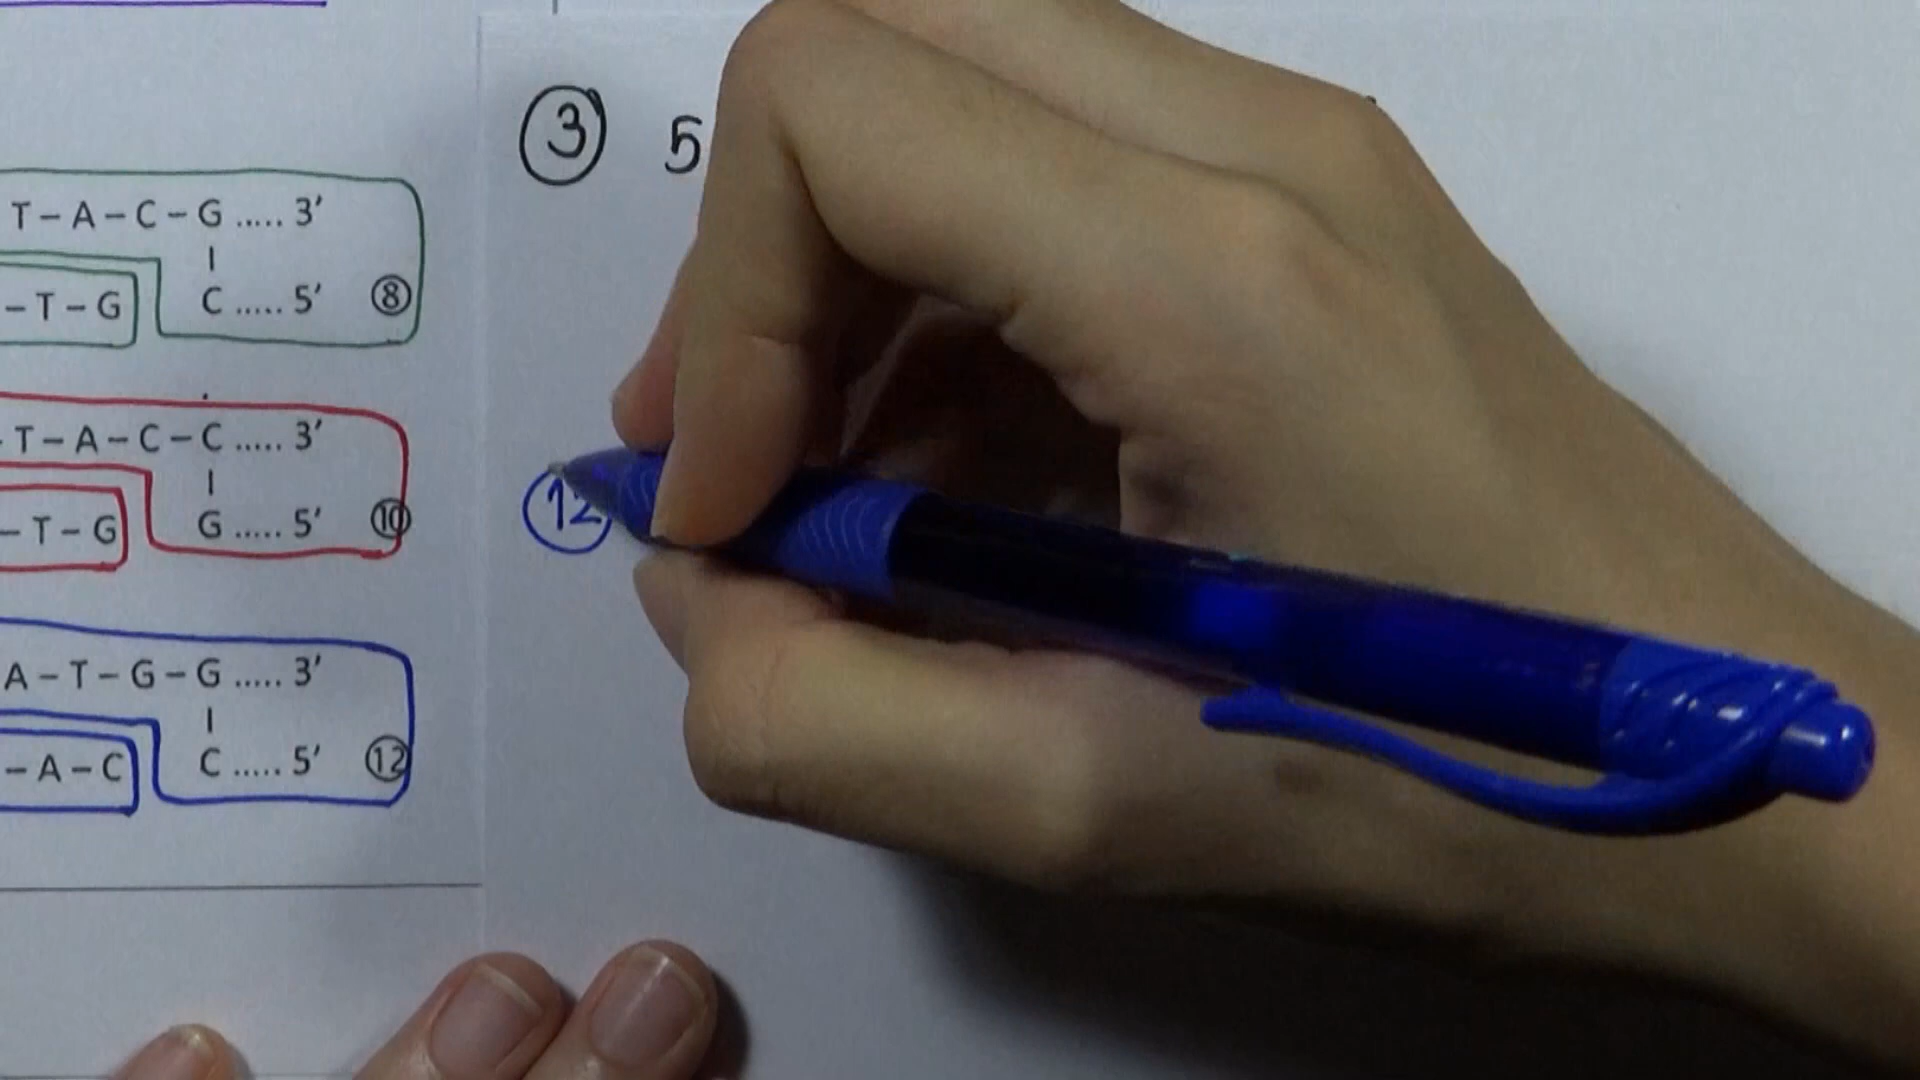 ③ 5
T-A-C-G ..... 3′
I
-T-G C ..... 5′ ⑧
-T-A-C-C ..... 3′
I
-T-G G ..... 5′ ⑩
⑫
A-T-G-G ..... 3′
I
-A-C C ..... 5′ ⑫